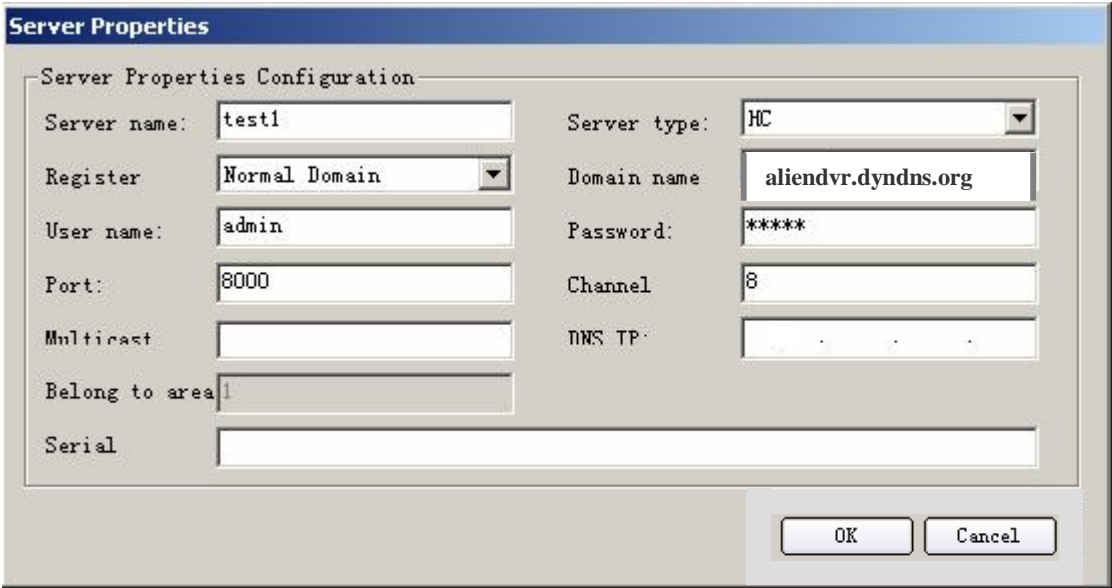 Server Properties
Server Properties Configuration
Server name: test1 Server type: HC
Register Normal Domain Domain name aliendvr.dyndns.org
User name: admin Password: *****
Port: 8000 Channel 8
Multicast DNS IP: . . .
Belong to area 1
Serial
OK Cancel